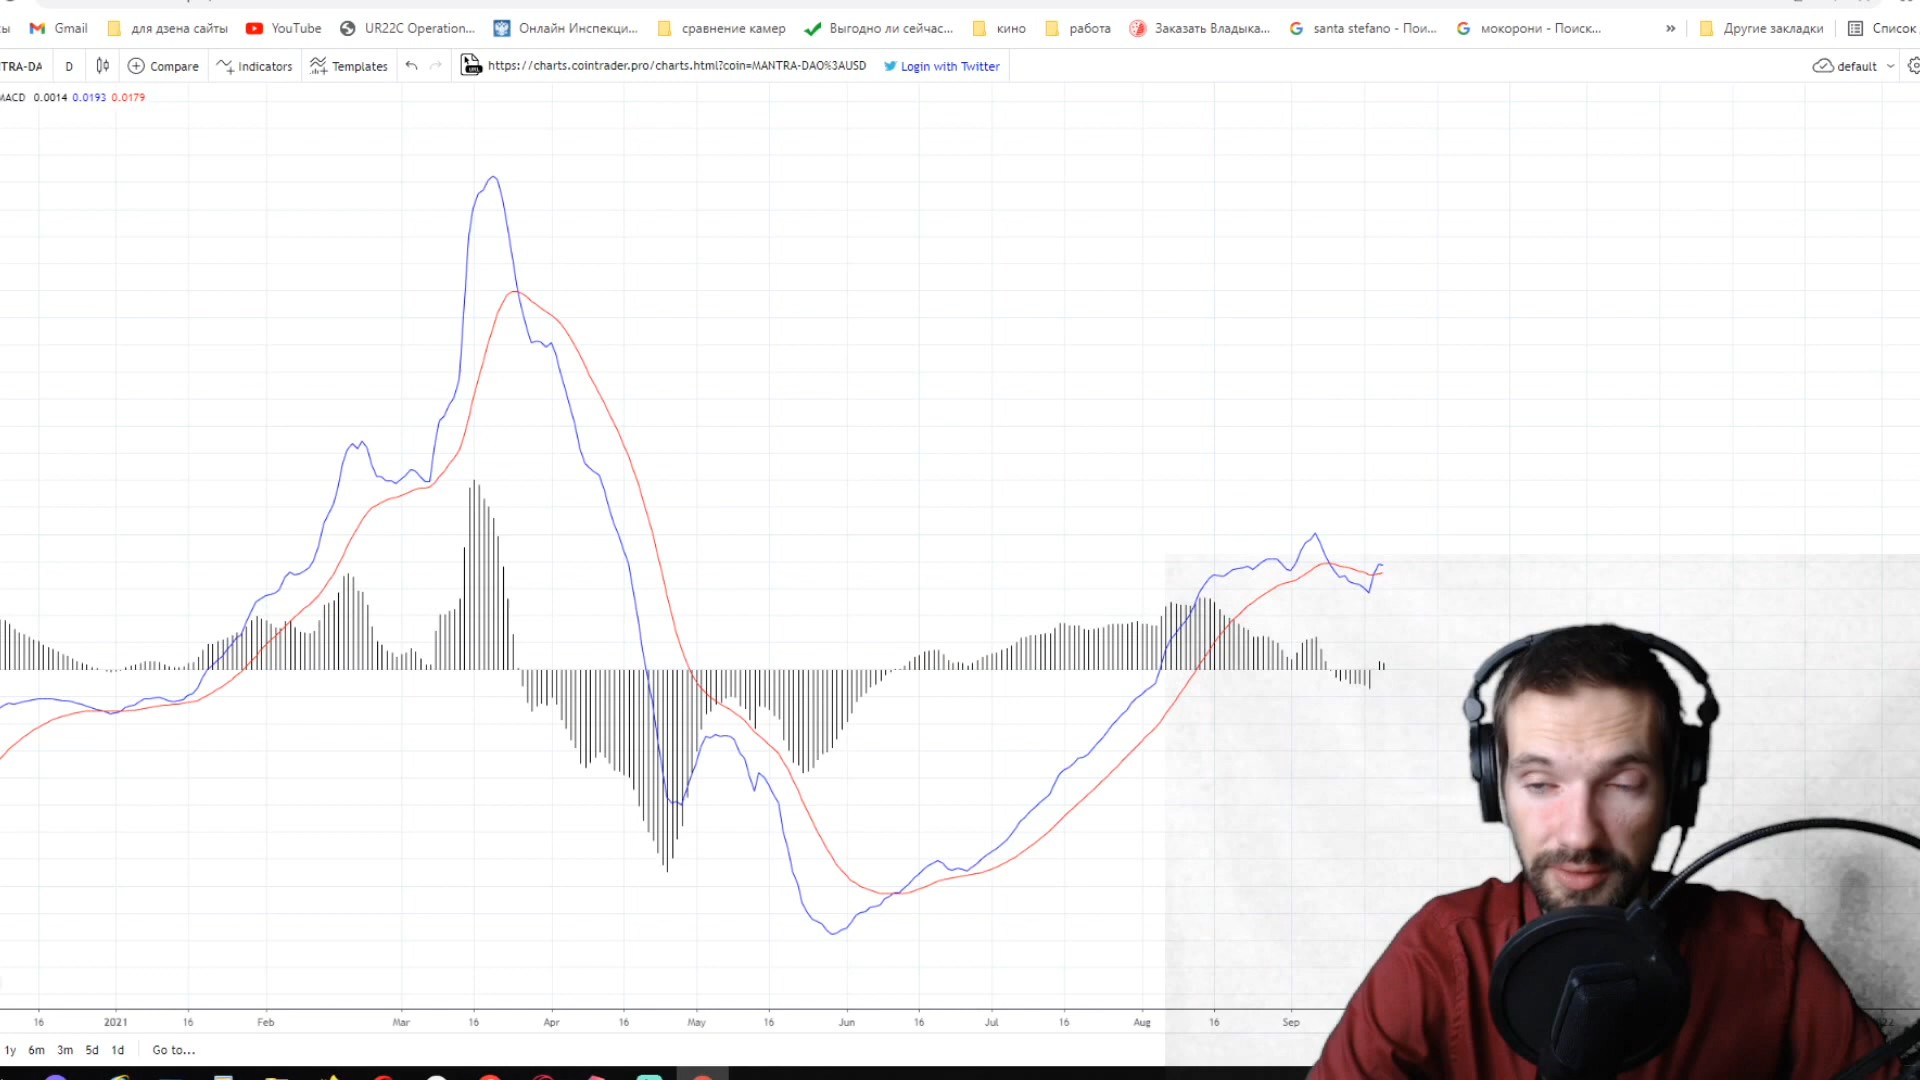 Gmail для дзена сайты YouTube UR22C Operation... Онлайн Инспекци... сравнение камер Выгодно ли сейчас... кино работа Заказать Владыка... santa stefano - Пои... мокорони - Поиск... » Другие закладки Список
TRA-DA D Compare Indicators Templates https://charts.cointrader.pro/charts.html?coin=MANTRA-DAO%3AUSD Login with Twitter default
MACD 0.0014 0.0193 0.0179
16 2021 16 Feb Mar 16 Apr 16 May 16 Jun 16 Jul 16 Aug 16 Sep
1y 6m 3m 5d 1d Go to...